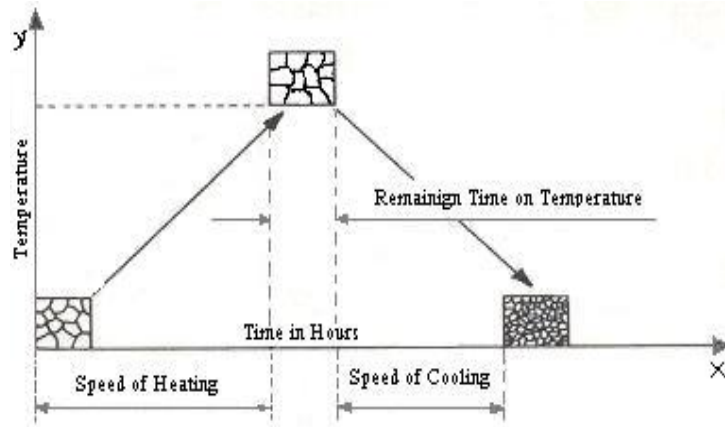 y
Temperature
Remainign Time on Temperature
Time in Hours
X
Speed of Heating
Speed of Cooling